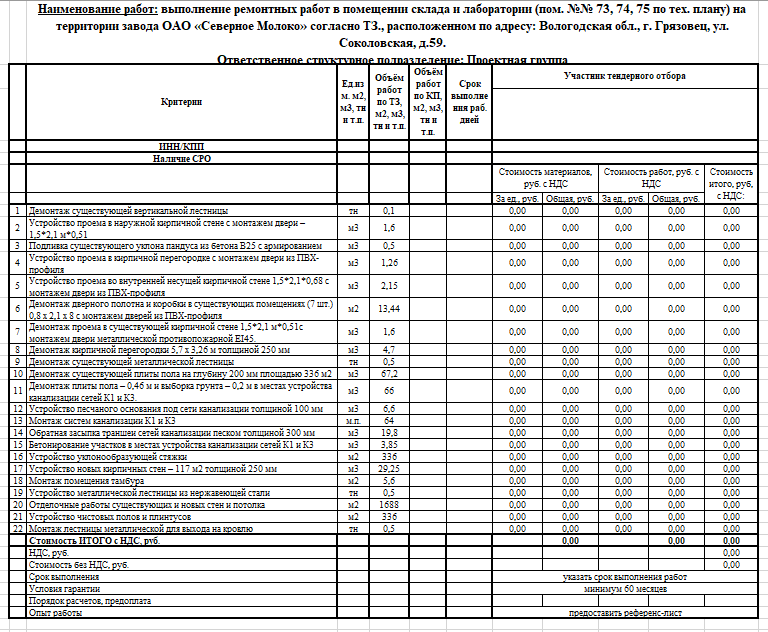 Наименование работ: выполнение ремонтных работ в помещении склада и лаборатории (пом. №№ 73, 74, 75 по тех. плану) на
территории завода ОАО «Северное Молоко» согласно ТЗ., расположенном по адресу: Вологодская обл., г. Грязовец, ул.
Соколовская, д.59.
Ответственное структурное подразделение: Проектная группа
Критерии
Ед.из
м. м2,
м3, тн
и т.п.
Объём
работ
по ТЗ,
м2, м3,
тн и т.п.
Объём
работ
по КП,
м2, м3,
тн и
т.п.
Срок
выполне
ния раб.
дней
Участник тендерного отбора
ИНН/КПП
Наличие СРО
Стоимость материалов,
руб. с НДС
Стоимость работ, руб. с
НДС
Стоимость
итого, руб,
с НДС:
За ед., руб. Общая, руб. За ед., руб. Общая, руб.
1 Демонтаж существующей вертикальной лестницы тн 0,1 0,00 0,00 0,00 0,00 0,00
2 Устройство проема в наружной кирпичной стене с монтажем двери –
1,5*2,1 м*0,51 м3 1,6 0,00 0,00 0,00 0,00 0,00
3 Подливка существующего уклона пандуса из бетона В25 с армированием м3 0,5 0,00 0,00 0,00 0,00 0,00
4 Устройство проема в кирпичной перегородке с монтажем двери из ПВХ-
профиля м3 1,26 0,00 0,00 0,00 0,00 0,00
5 Устройство проема во внутренней несущей кирпичной стене 1,5*2,1*0,68 с
монтажем двери из ПВХ-профиля м3 2,15 0,00 0,00 0,00 0,00 0,00
6 Демонтаж дверного полотна и коробки в существующих помещениях (7 шт.)
0,8 х 2,1 х 8 с монтажем дверей из ПВХ-профиля м2 13,44 0,00 0,00 0,00 0,00 0,00
7 Демонтаж проема в существующей кирпичной стене 1,5*2,1 м*0,51с
монтажем двери металлической противопожарной EI45. м3 1,6 0,00 0,00 0,00 0,00 0,00
8 Демонтаж кирпичной перегородки 5,7 х 3,26 м толщиной 250 мм м3 4,7 0,00 0,00 0,00 0,00 0,00
9 Демонтаж существующей металлической лестницы тн 0,5 0,00 0,00 0,00 0,00 0,00
10 Демонтаж существующей плиты пола на глубину 200 мм площадью 336 м2 м3 67,2 0,00 0,00 0,00 0,00 0,00
11 Демонтаж плиты пола – 0,46 м и выборка грунта – 0,2 м в местах устройства
канализации сетей К1 и К3. м3 66 0,00 0,00 0,00 0,00 0,00
12 Устройство песчаного основания под сети канализации толщиной 100 мм м3 6,6 0,00 0,00 0,00 0,00 0,00
13 Монтаж систем канализации К1 и К3 м.п. 64 0,00 0,00 0,00 0,00 0,00
14 Обратная засыпка траншеи сетей канализации песком толщиной 300 мм м3 19,8 0,00 0,00 0,00 0,00 0,00
15 Бетонирование участков в местах устройства канализации сетей К1 и К3 м3 3,85 0,00 0,00 0,00 0,00 0,00
16 Устройство уклонообразующей стяжки м2 336 0,00 0,00 0,00 0,00 0,00
17 Устройство новых кирпичных стен – 117 м2 толщиной 250 мм м3 29,25 0,00 0,00 0,00 0,00 0,00
18 Монтаж помещения тамбура м2 5,6 0,00 0,00 0,00 0,00 0,00
19 Устройство металлической лестницы из нержавеющей стали тн 0,5 0,00 0,00 0,00 0,00 0,00
20 Отделочные работы существующих и новых стен и потолка м2 1688 0,00 0,00 0,00 0,00 0,00
21 Устройство чистовых полов и плинтусов м2 336 0,00 0,00 0,00 0,00 0,00
22 Монтаж лестницы металлической для выхода на кровлю тн 0,5 0,00 0,00 0,00 0,00 0,00
Стоимость ИТОГО с НДС, руб. 0,00 0,00 0,00
НДС, руб. 0,00
Стоимость без НДС, руб. 0,00
Срок выполнения указать срок выполнения работ
Условия гарантии минимум 60 месяцев
Порядок расчетов, предоплата
Опыт работы предоставить референс-лист